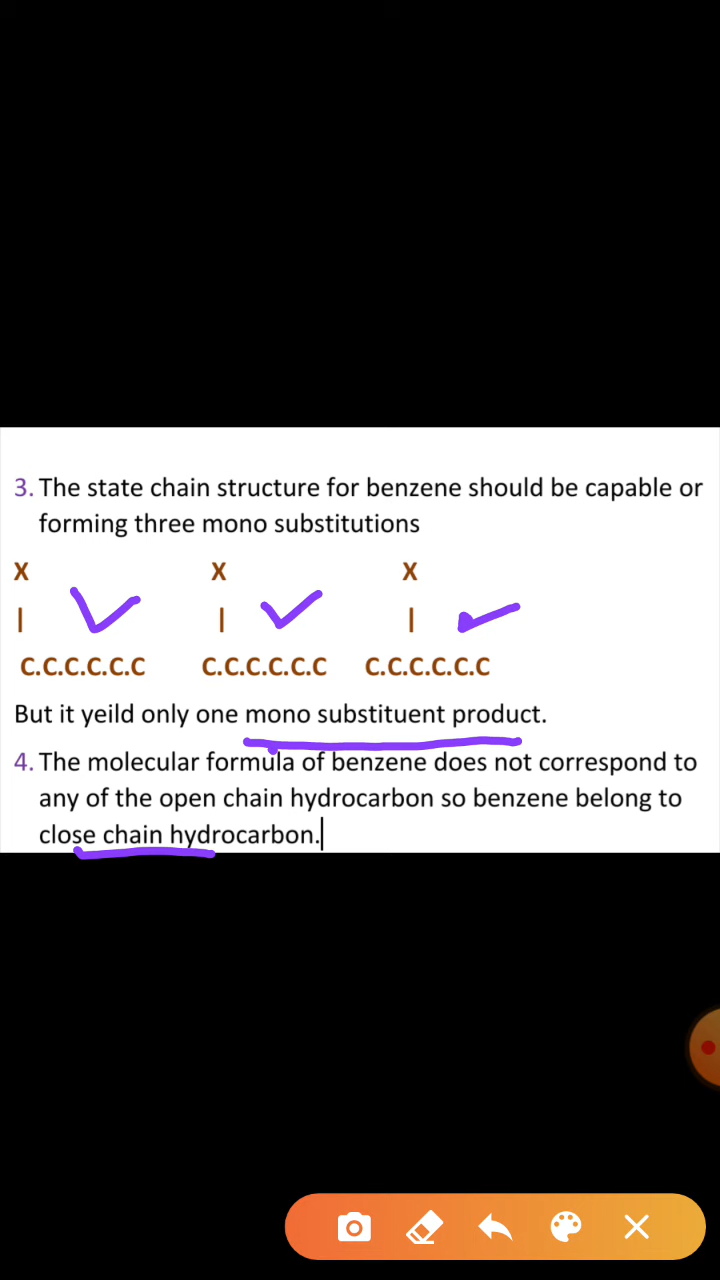 3. The state chain structure for benzene should be capable or
forming three mono substitutions
X X X
| | |
C.C.C.C.C.C C.C.C.C.C.C C.C.C.C.C.C
But it yeild only one mono substituent product.
4. The molecular formula of benzene does not correspond to
any of the open chain hydrocarbon so benzene belong to
close chain hydrocarbon.